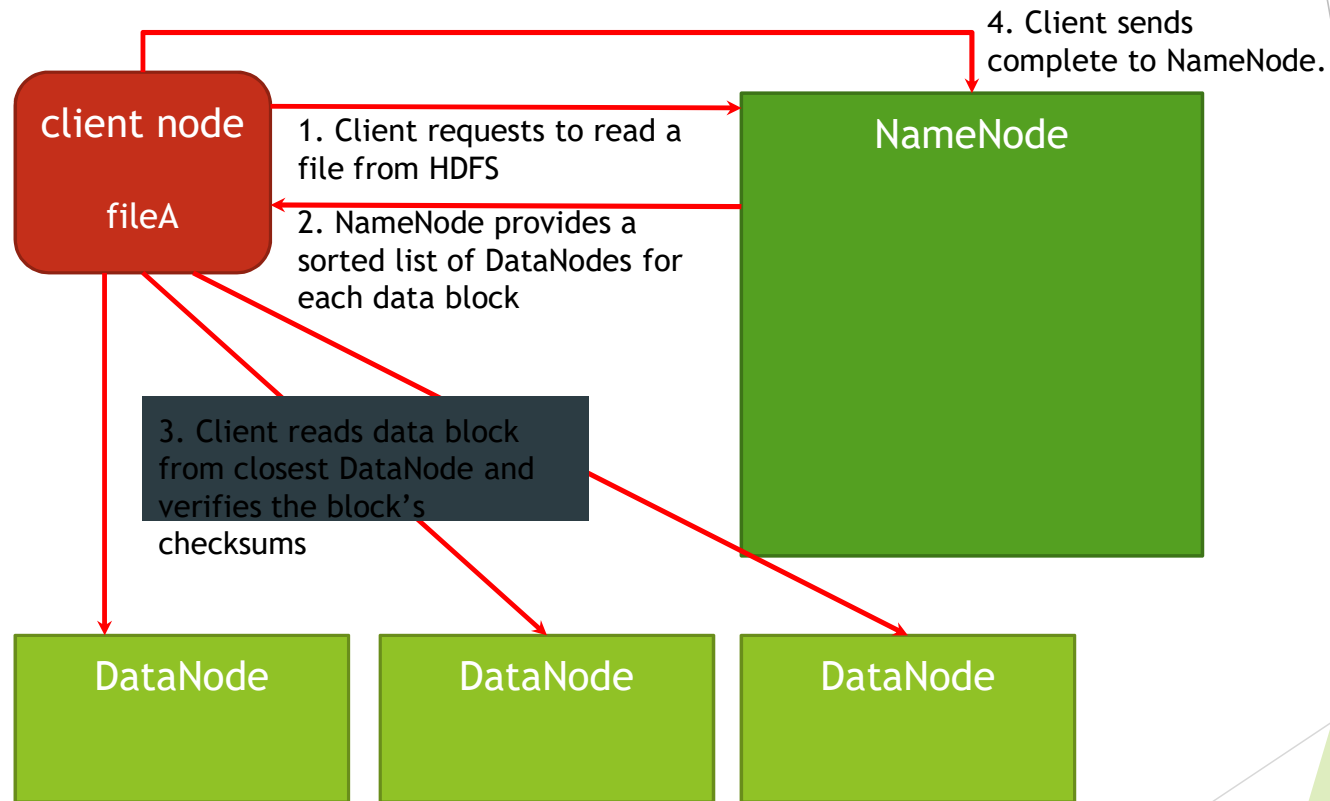 4. Client sends
complete to NameNode.
client node
fileA
1. Client requests to read a
file from HDFS
2. NameNode provides a
sorted list of DataNodes for
each data block
NameNode
3. Client reads data block
from closest DataNode and
verifies the block’s
checksums
DataNode
DataNode
DataNode